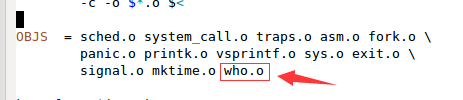 -c -o $*.o $<
OBJS = sched.o system_call.o traps.o asm.o fork.o \
panic.o printk.o vsprintf.o sys.o exit.o \
signal.o mktime.o who.o